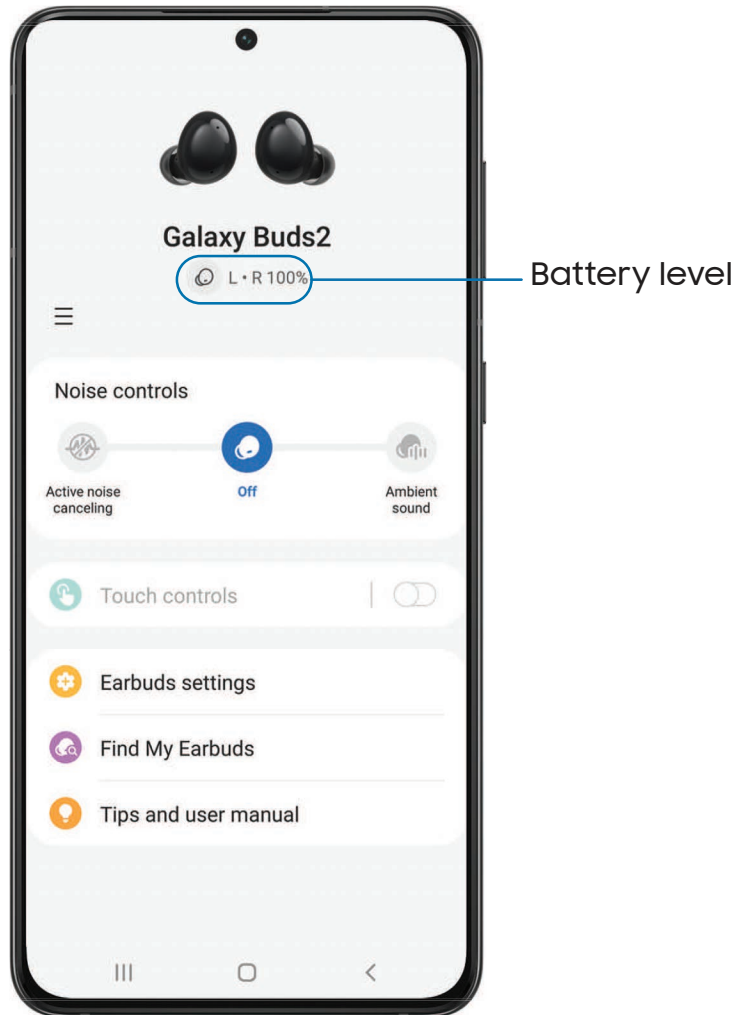 Galaxy Buds2
L • R 100%
Battery level
Noise controls
Active noise
canceling
Off
Ambient
sound
Touch controls
Earbuds settings
Find My Earbuds
Tips and user manual